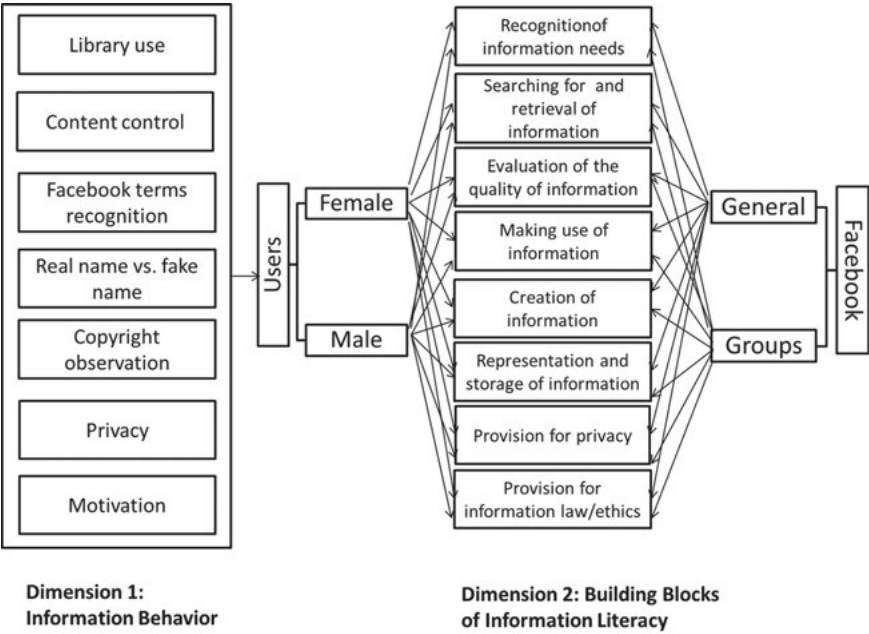 Library use
Content control
Facebook terms
recognition
Real name vs. fake
name
Copyright
observation
Privacy
Motivation
Users
Female
Male
Recognitionof
information needs
Searching for and
retrieval of
information
Evaluation of the
quality of information
Making use of
information
Creation of
information
Representation and
storage of information
Provision for privacy
Provision for
information law/ethics
General
Groups
Facebook
Dimension 1:
Information Behavior
Dimension 2: Building Blocks
of Information Literacy